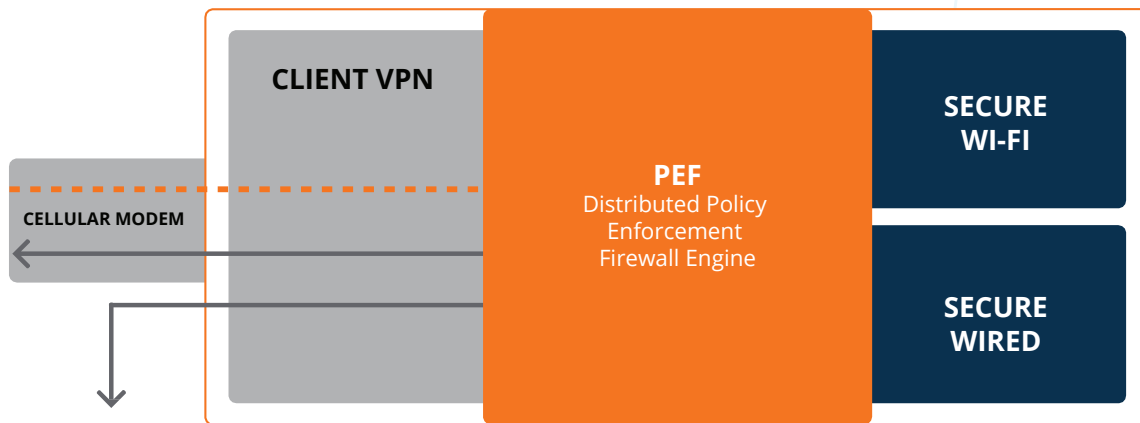 CLIENT VPN
CELLULAR MODEM
PEF
Distributed Policy
Enforcement
Firewall Engine
SECURE
WI-FI
SECURE
WIRED